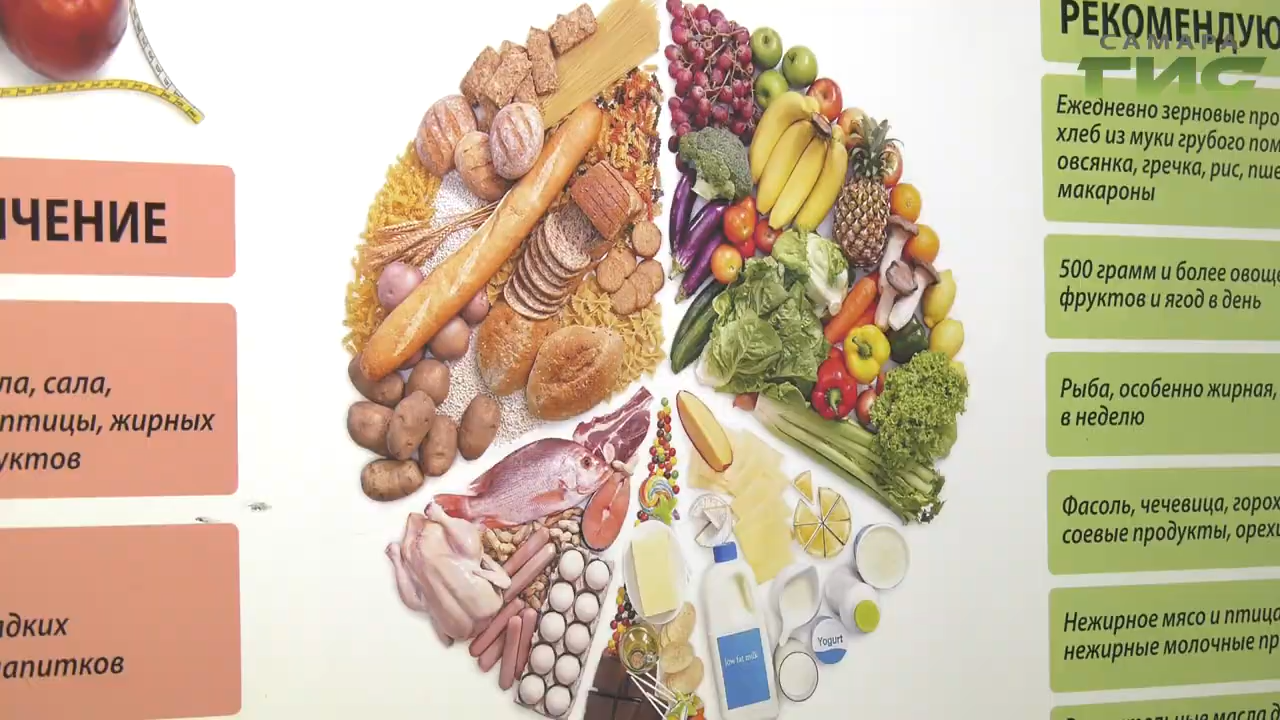 ЧЕНИЕ
ла, сала,
птицы, жирных
уктов
дких
апитков
low fat milk
Yogurt
РЕКОМЕНДУЮ
САМАРА
ГИС
Ежедневно зерновые про
хлеб из муки грубого пом
овсянка, гречка, рис, пше
макароны
500 грамм и более овоще
фруктов и ягод в день
Рыба, особенно жирная,
в неделю
Фасоль, чечевица, горох
соевые продукты, орехи
Нежирное мясо и птица
нежирные молочные пр